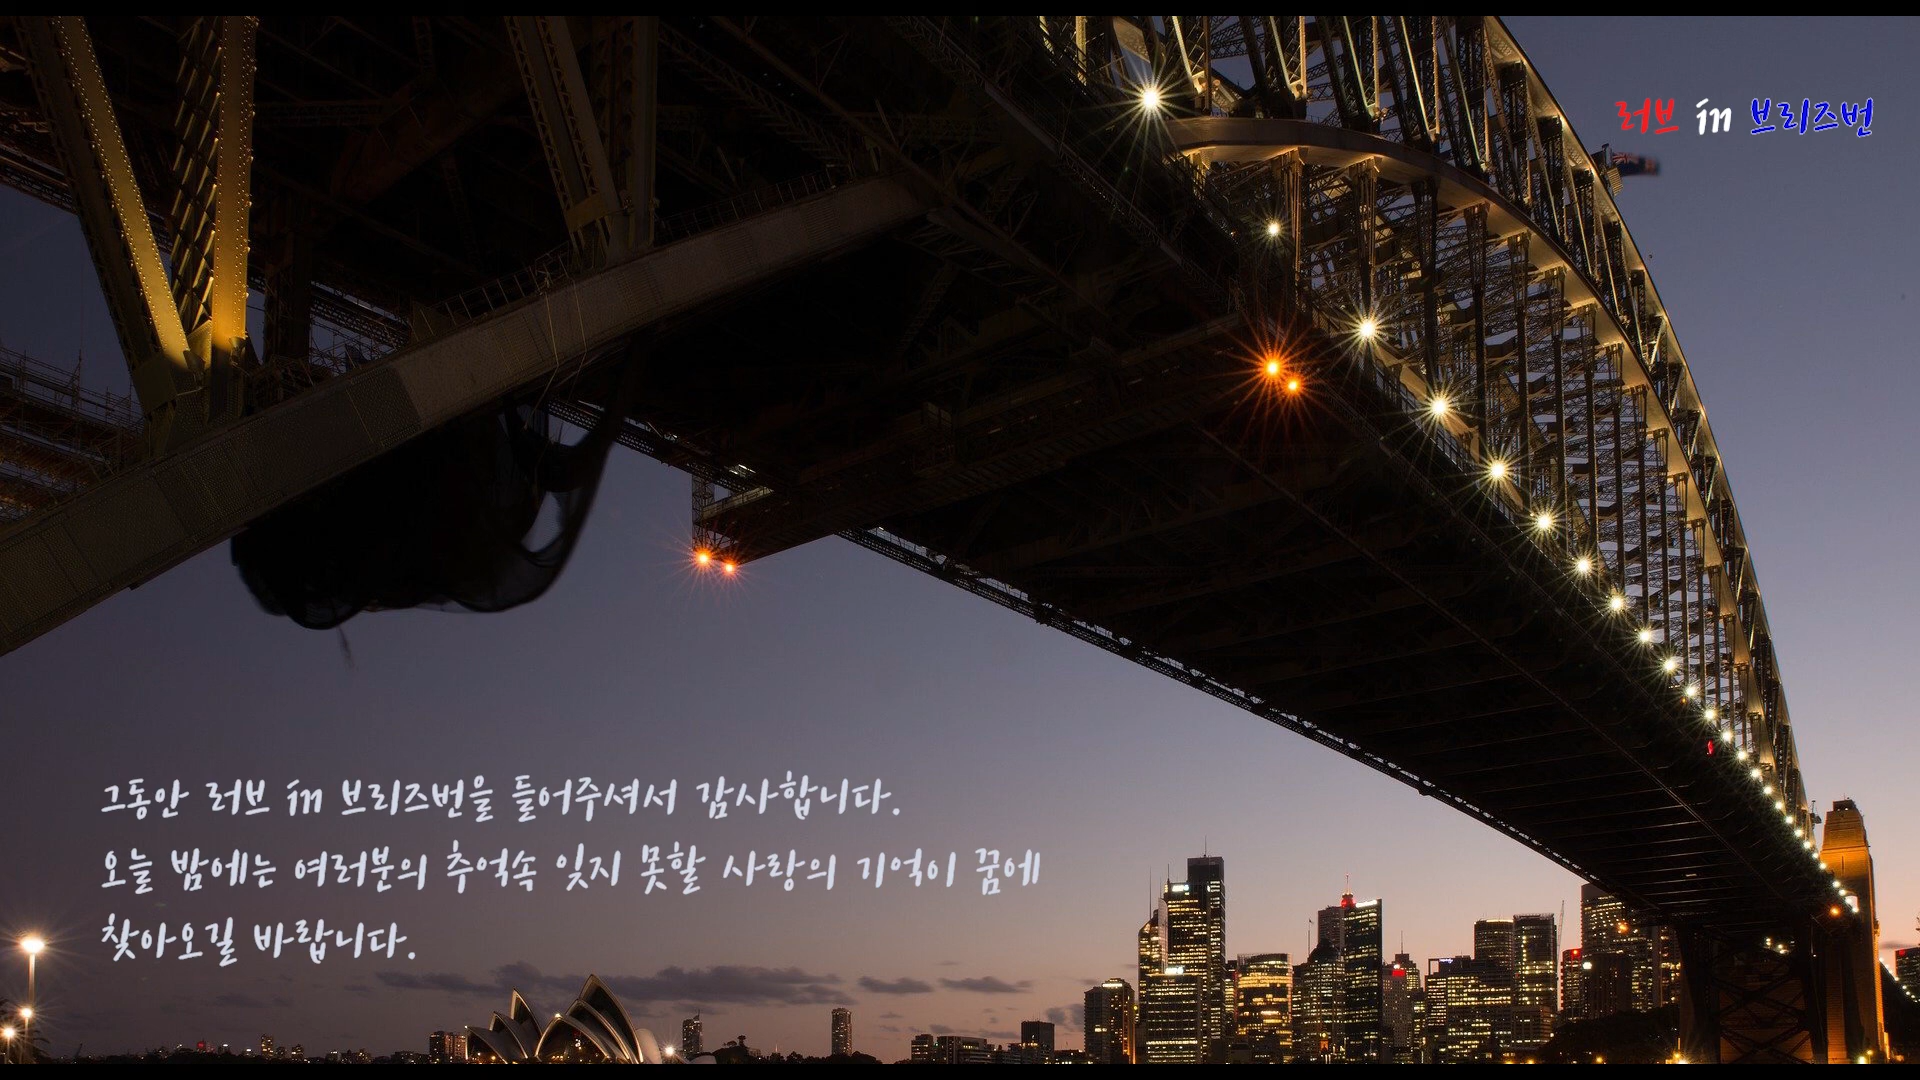 러브 in 브리즈번
그동안 러브 in 브리즈번을 들어주셔서 감사합니다.
오늘 밤에는 여러분의 추억속 잊지 못할 사랑의 기억이 꿈에
찾아오길 바랍니다.